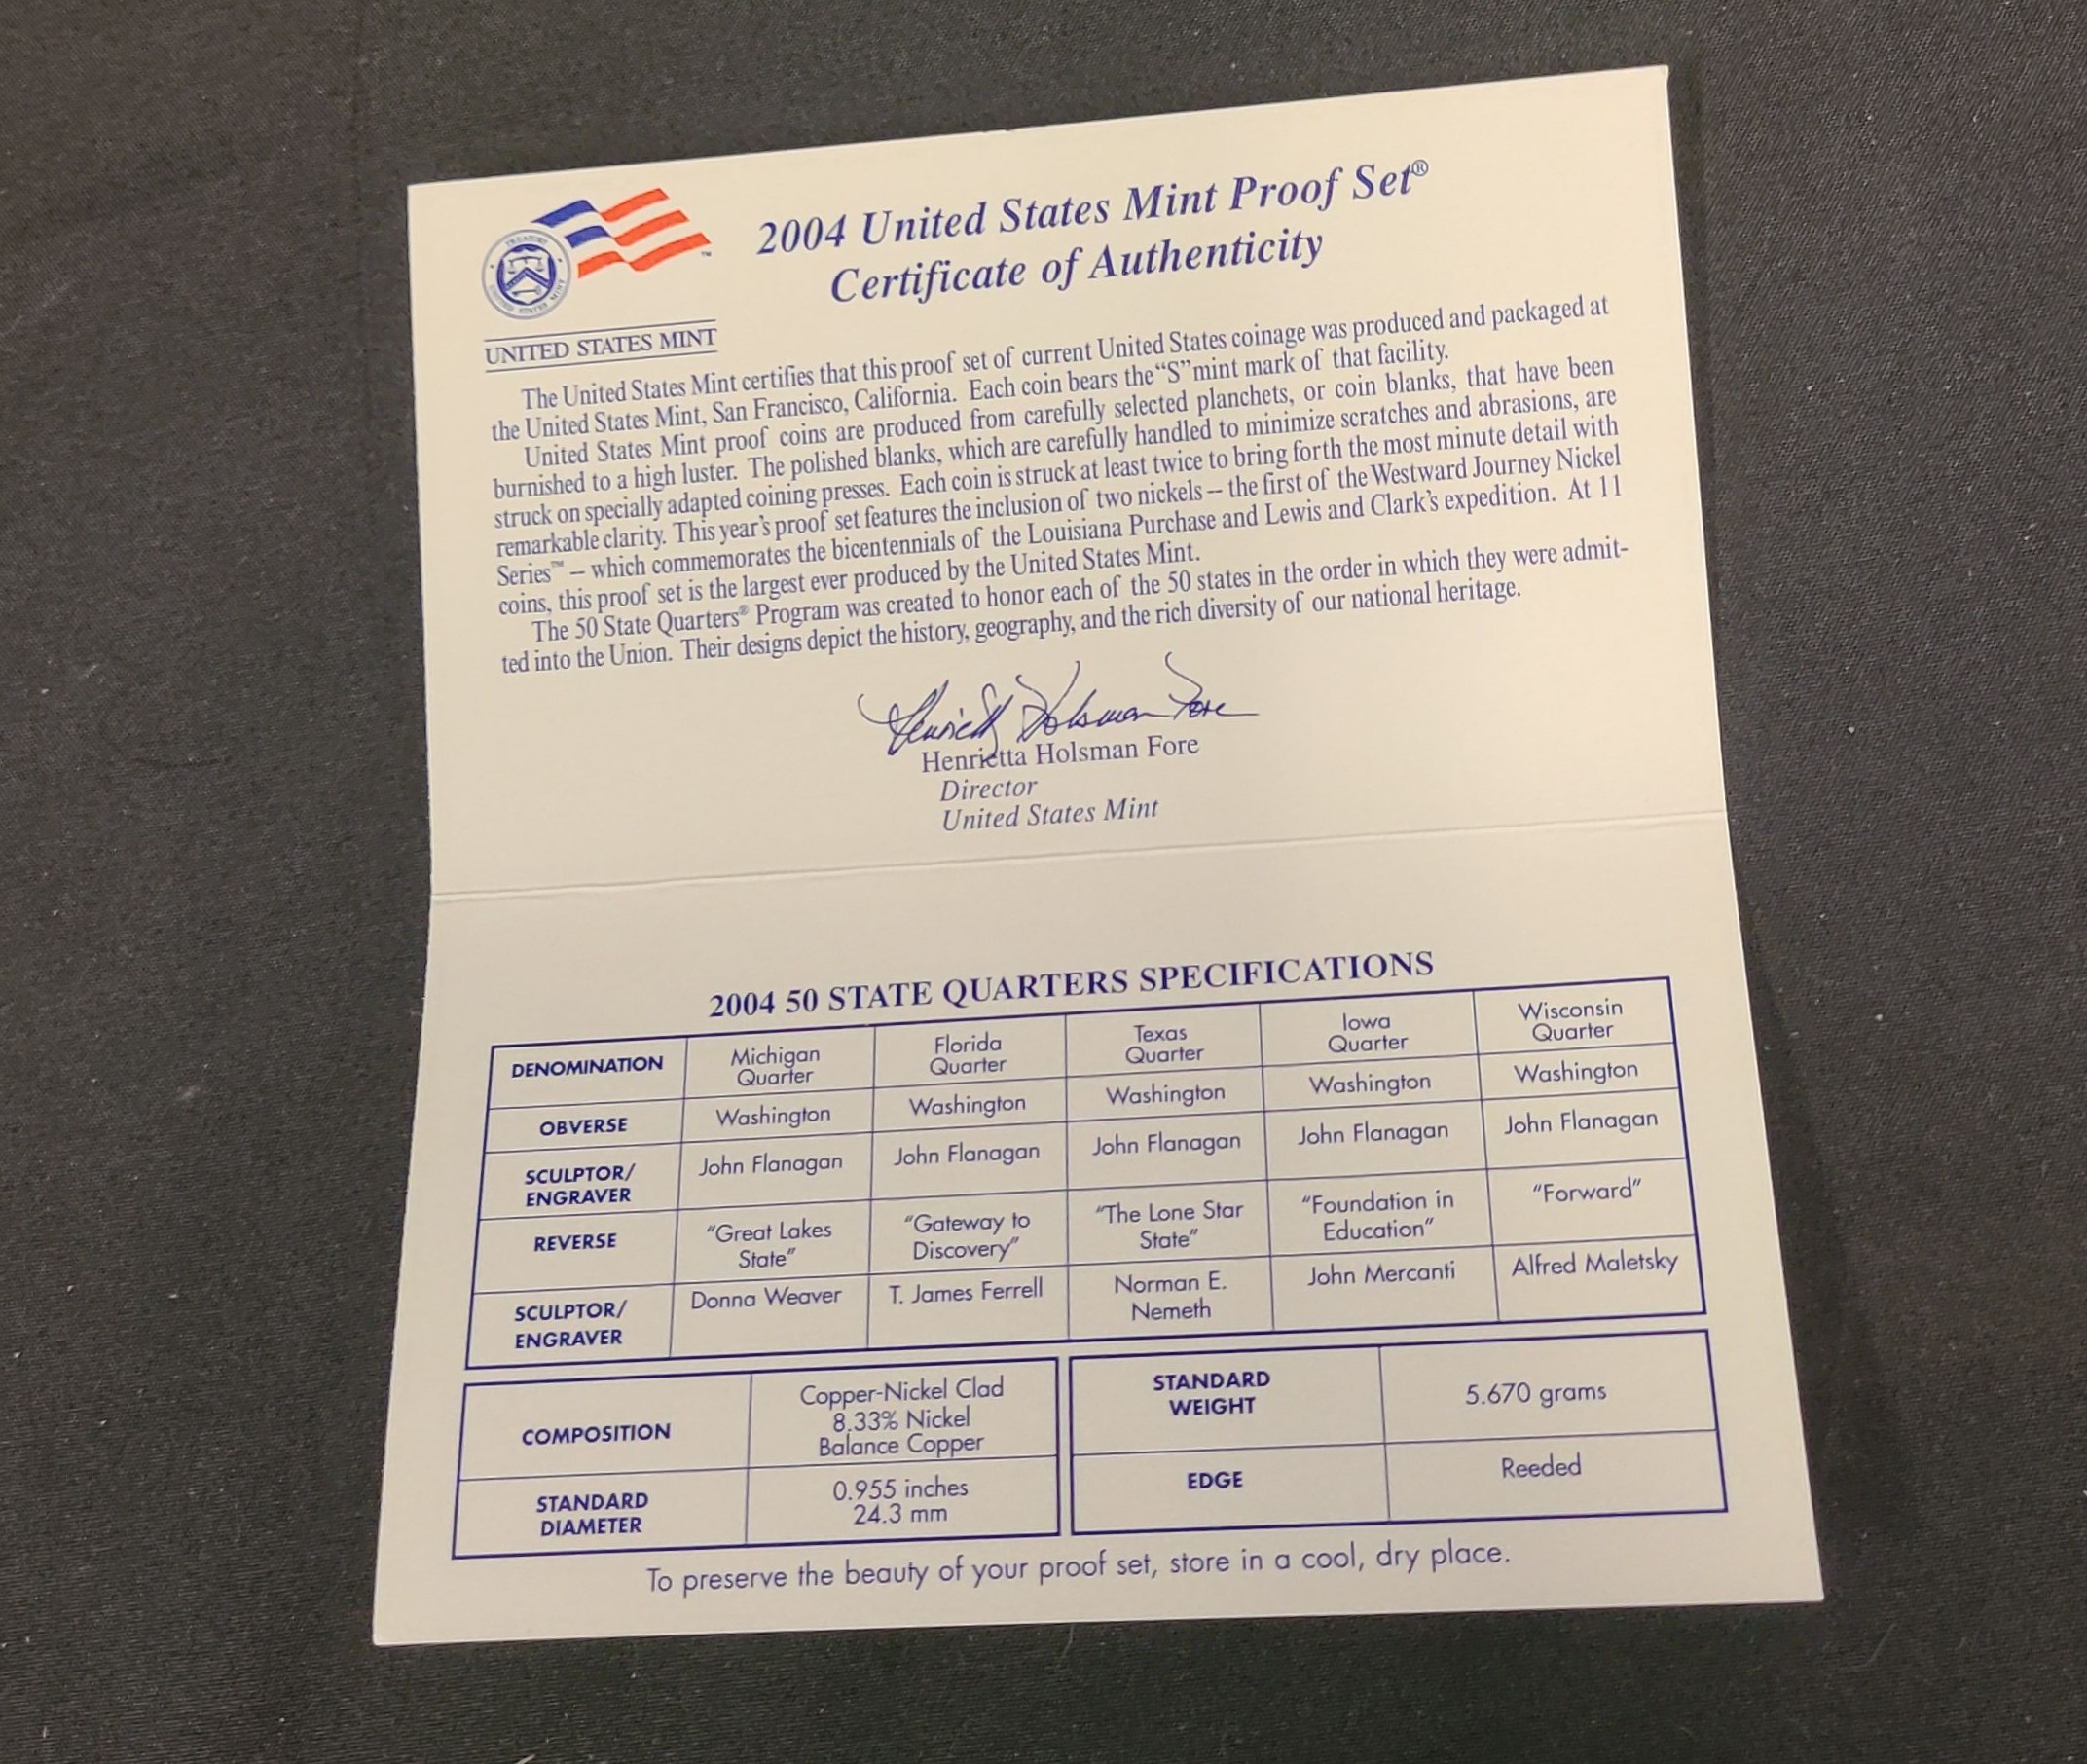 2004 United States Mint Proof Set®
Certificate of Authenticity
TREASURY
UNITED STATES MINT
™
UNITED STATES MINT
The United States Mint certifies that this proof set of current United States coinage was produced and packaged at
the United States Mint, San Francisco, California. Each coin bears the "S" mint mark of that facility.
United States Mint proof coins are produced from carefully selected planchets, or coin blanks, that have been
burnished to a high luster. The polished blanks, which are carefully handled to minimize scratches and abrasions, are
struck on specially adapted coining presses. Each coin is struck at least twice to bring forth the most minute detail with
remarkable clarity. This year's proof set features the inclusion of two nickels – the first of the Westward Journey Nickel
Series™ – which commemorates the bicentennials of the Louisiana Purchase and Lewis and Clark's expedition. At 11
coins, this proof set is the largest ever produced by the United States Mint.
The 50 State Quarters® Program was created to honor each of the 50 states in the order in which they were admit-
ted into the Union. Their designs depict the history, geography, and the rich diversity of our national heritage.
Henrietta Holsman Fore
Henrietta Holsman Fore
Director
United States Mint
2004 50 STATE QUARTERS SPECIFICATIONS
DENOMINATION Michigan Quarter Florida Quarter Texas Quarter Iowa Quarter Wisconsin Quarter
OBVERSE Washington Washington Washington Washington Washington
SCULPTOR/ENGRAVER John Flanagan John Flanagan John Flanagan John Flanagan John Flanagan
REVERSE "Great Lakes State" "Gateway to Discovery" "The Lone Star State" "Foundation in Education" "Forward"
SCULPTOR/ENGRAVER Donna Weaver T. James Ferrell Norman E. Nemeth John Mercanti Alfred Maletsky
COMPOSITION Copper-Nickel Clad
8.33% Nickel
Balance Copper
STANDARD DIAMETER 0.955 inches
24.3 mm
STANDARD WEIGHT 5.670 grams
EDGE Reeded
To preserve the beauty of your proof set, store in a cool, dry place.